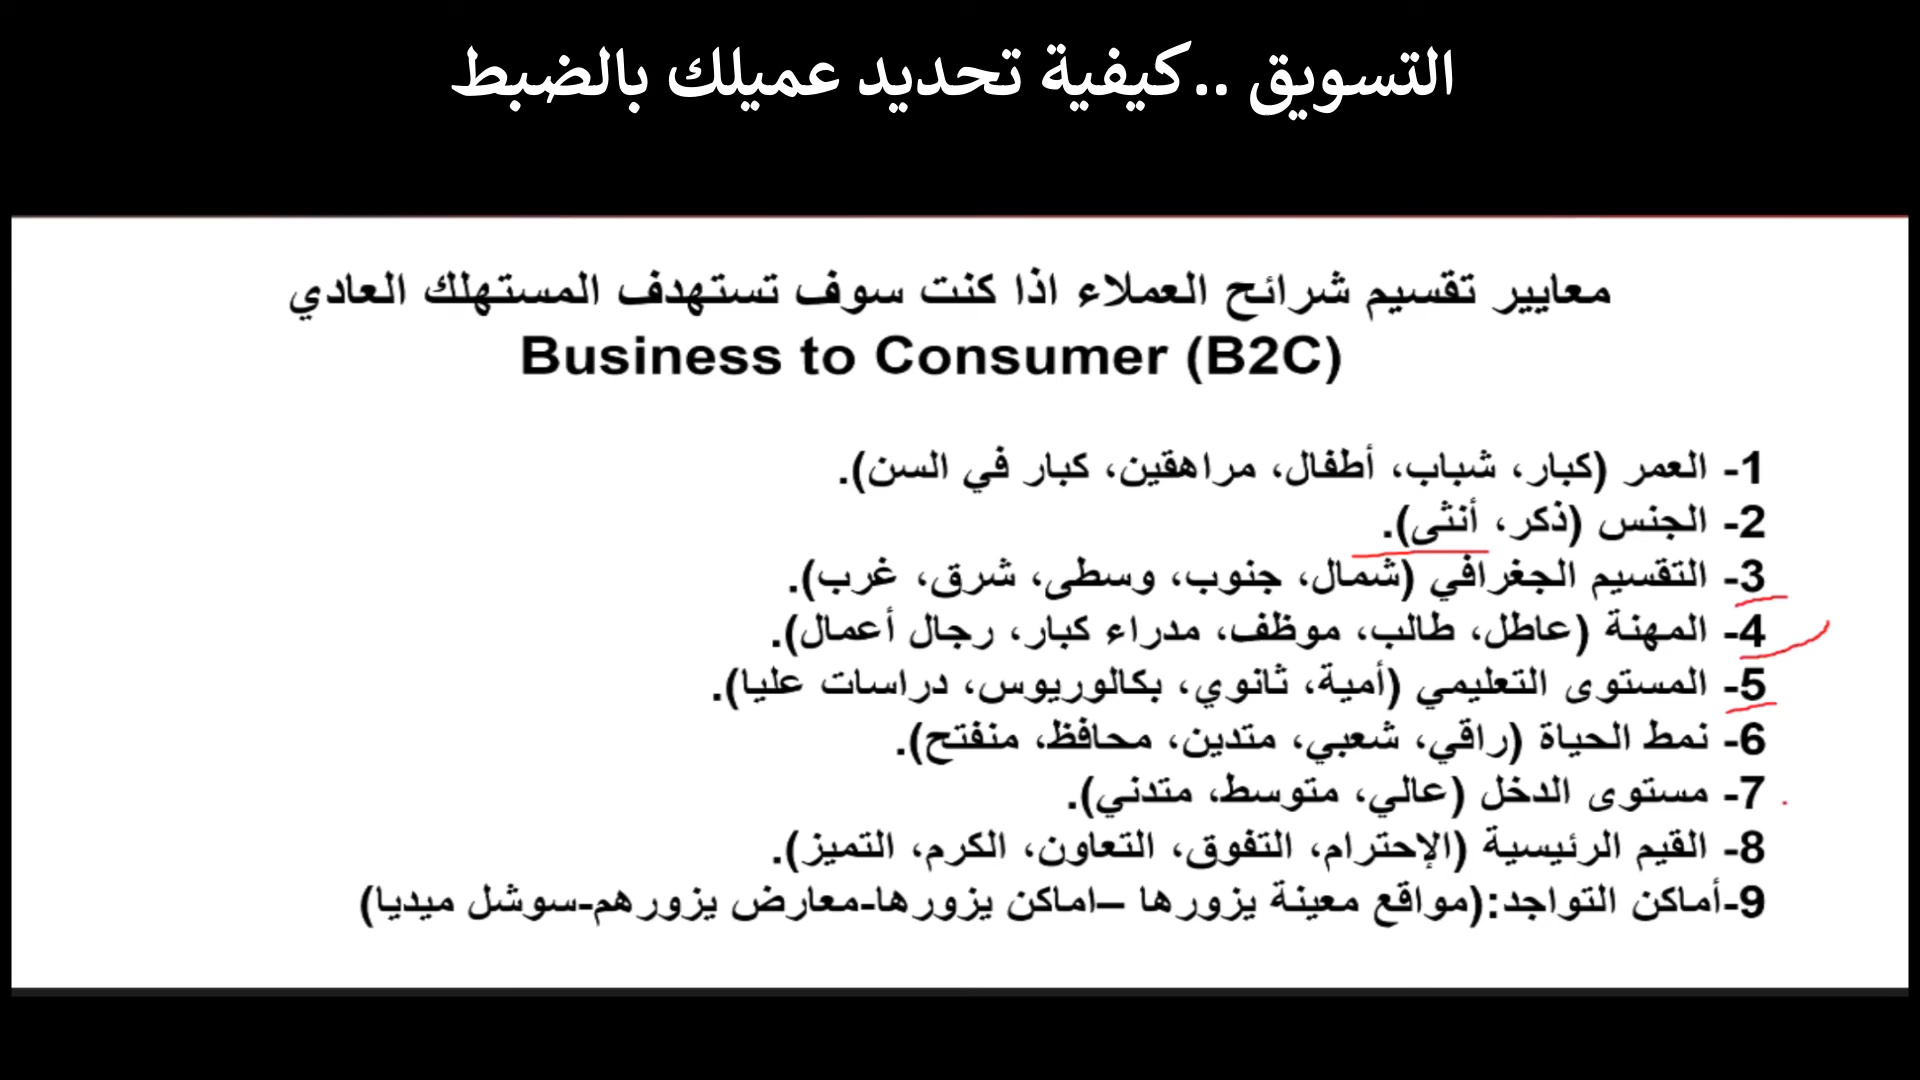 التسويق ..كيفية تحديد عميلك بالضبط
معايير تقسيم شرائح العملاء اذا كنت سوف تستهدف المستهلك العادي
Business to Consumer (B2C)
1- العمر (كبار، شباب، أطفال، مراهقين، كبار في السن).
2- الجنس (ذكر، أنثى).
3- التقسيم الجغرافي (شمال، جنوب، وسطى، شرق، غرب).
4- المهنة (عاطل، طالب، موظف، مدراء كبار، رجال أعمال).
5- المستوى التعليمي (أمية، ثانوي، بكالوريوس، دراسات عليا).
6- نمط الحياة (راقي، شعبي، متدين، محافظ، منفتح).
7- مستوى الدخل (عالي، متوسط، متدني).
8- القيم الرئيسية (الإحترام، التفوق، التعاون، الكرم، التميز).
9-أماكن التواجد:(مواقع معينة يزورها –اماكن يزورها-معارض يزورهم-سوشل ميديا)